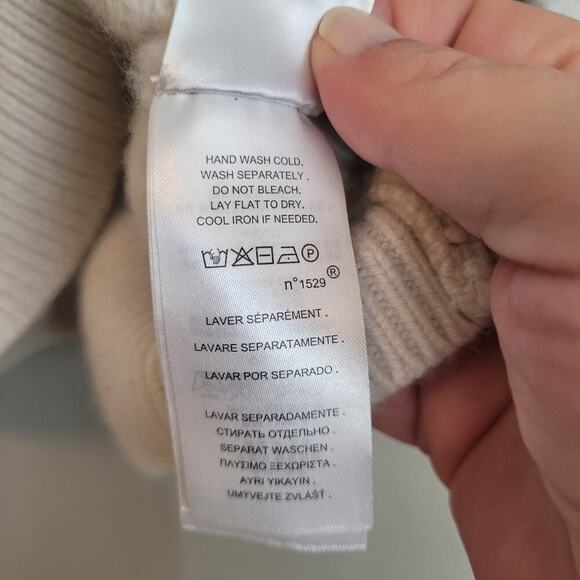 HAND WASH COLD.
WASH SEPARATELY .
DO NOT BLEACH.
LAY FLAT TO DRY.
COOL IRON IF NEEDED.
P
n°1529®
LAVER SÉPARÉMENT .
LAVARE SEPARATAMENTE .
LAVAR POR SEPARADO .
LAVAR SEPARADAMENTE .
СТИРАТЬ ОТДЕЛЬНО .
SEPARAT WASCHEN .
ΠΛΥΣΙΜΟ ΞΕΧΩΡΙΣΤΑ .
AYRI YIKAYIN .
UMÝVEJTE ZVLÁŠŤ .